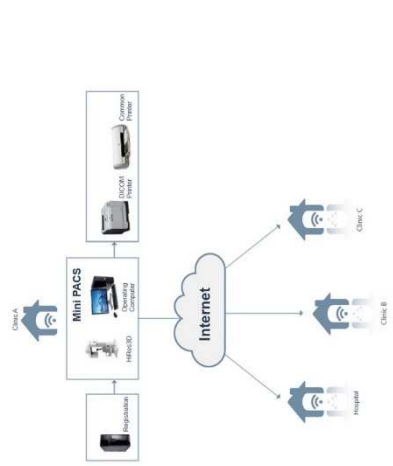 Clinic A
Registration
Mini PACS
HiRes3D
Operating
Computer
DICOM
Printer
Common
Printer
Internet
Hospital
Clinic B
Clinic C